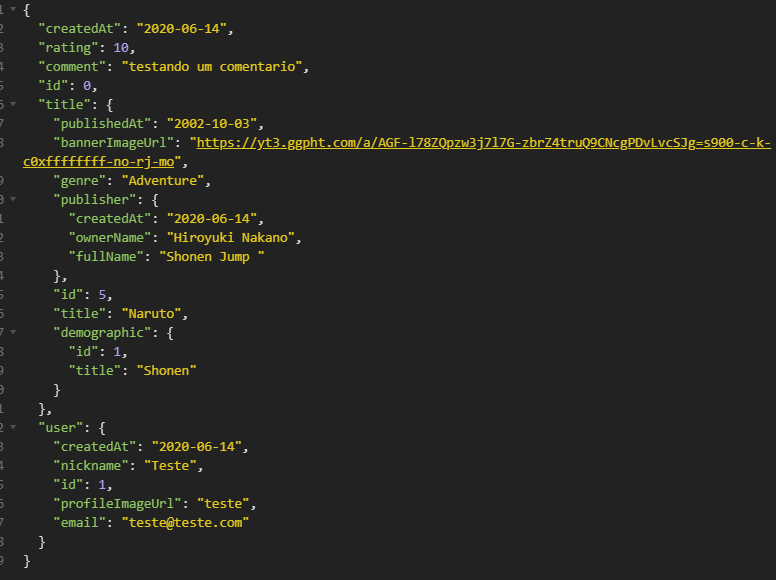 1 {
2 "createdAt": "2020-06-14",
3 "rating": 10,
4 "comment": "testando um comentario",
5 "id": 0,
6 "title": {
7 "publishedAt": "2002-10-03",
8 "bannerImageUrl": "https://yt3.ggpht.com/a/AGF-l78ZQpzw3j7l7G-zbrZ4truQ9CNcgPDvLvcSJg=s900-c-k-
c0xffffffff-no-rj-mo",
9 "genre": "Adventure",
0 "publisher": {
1 "createdAt": "2020-06-14",
2 "ownerName": "Hiroyuki Nakano",
3 "fullName": "Shonen Jump "
4 },
5 "id": 5,
6 "title": "Naruto",
7 "demographic": {
8 "id": 1,
9 "title": "Shonen"
0 }
1 },
2 "user": {
3 "createdAt": "2020-06-14",
4 "nickname": "Teste",
5 "id": 1,
6 "profileImageUrl": "teste",
7 "email": "teste@teste.com"
8 }
9 }